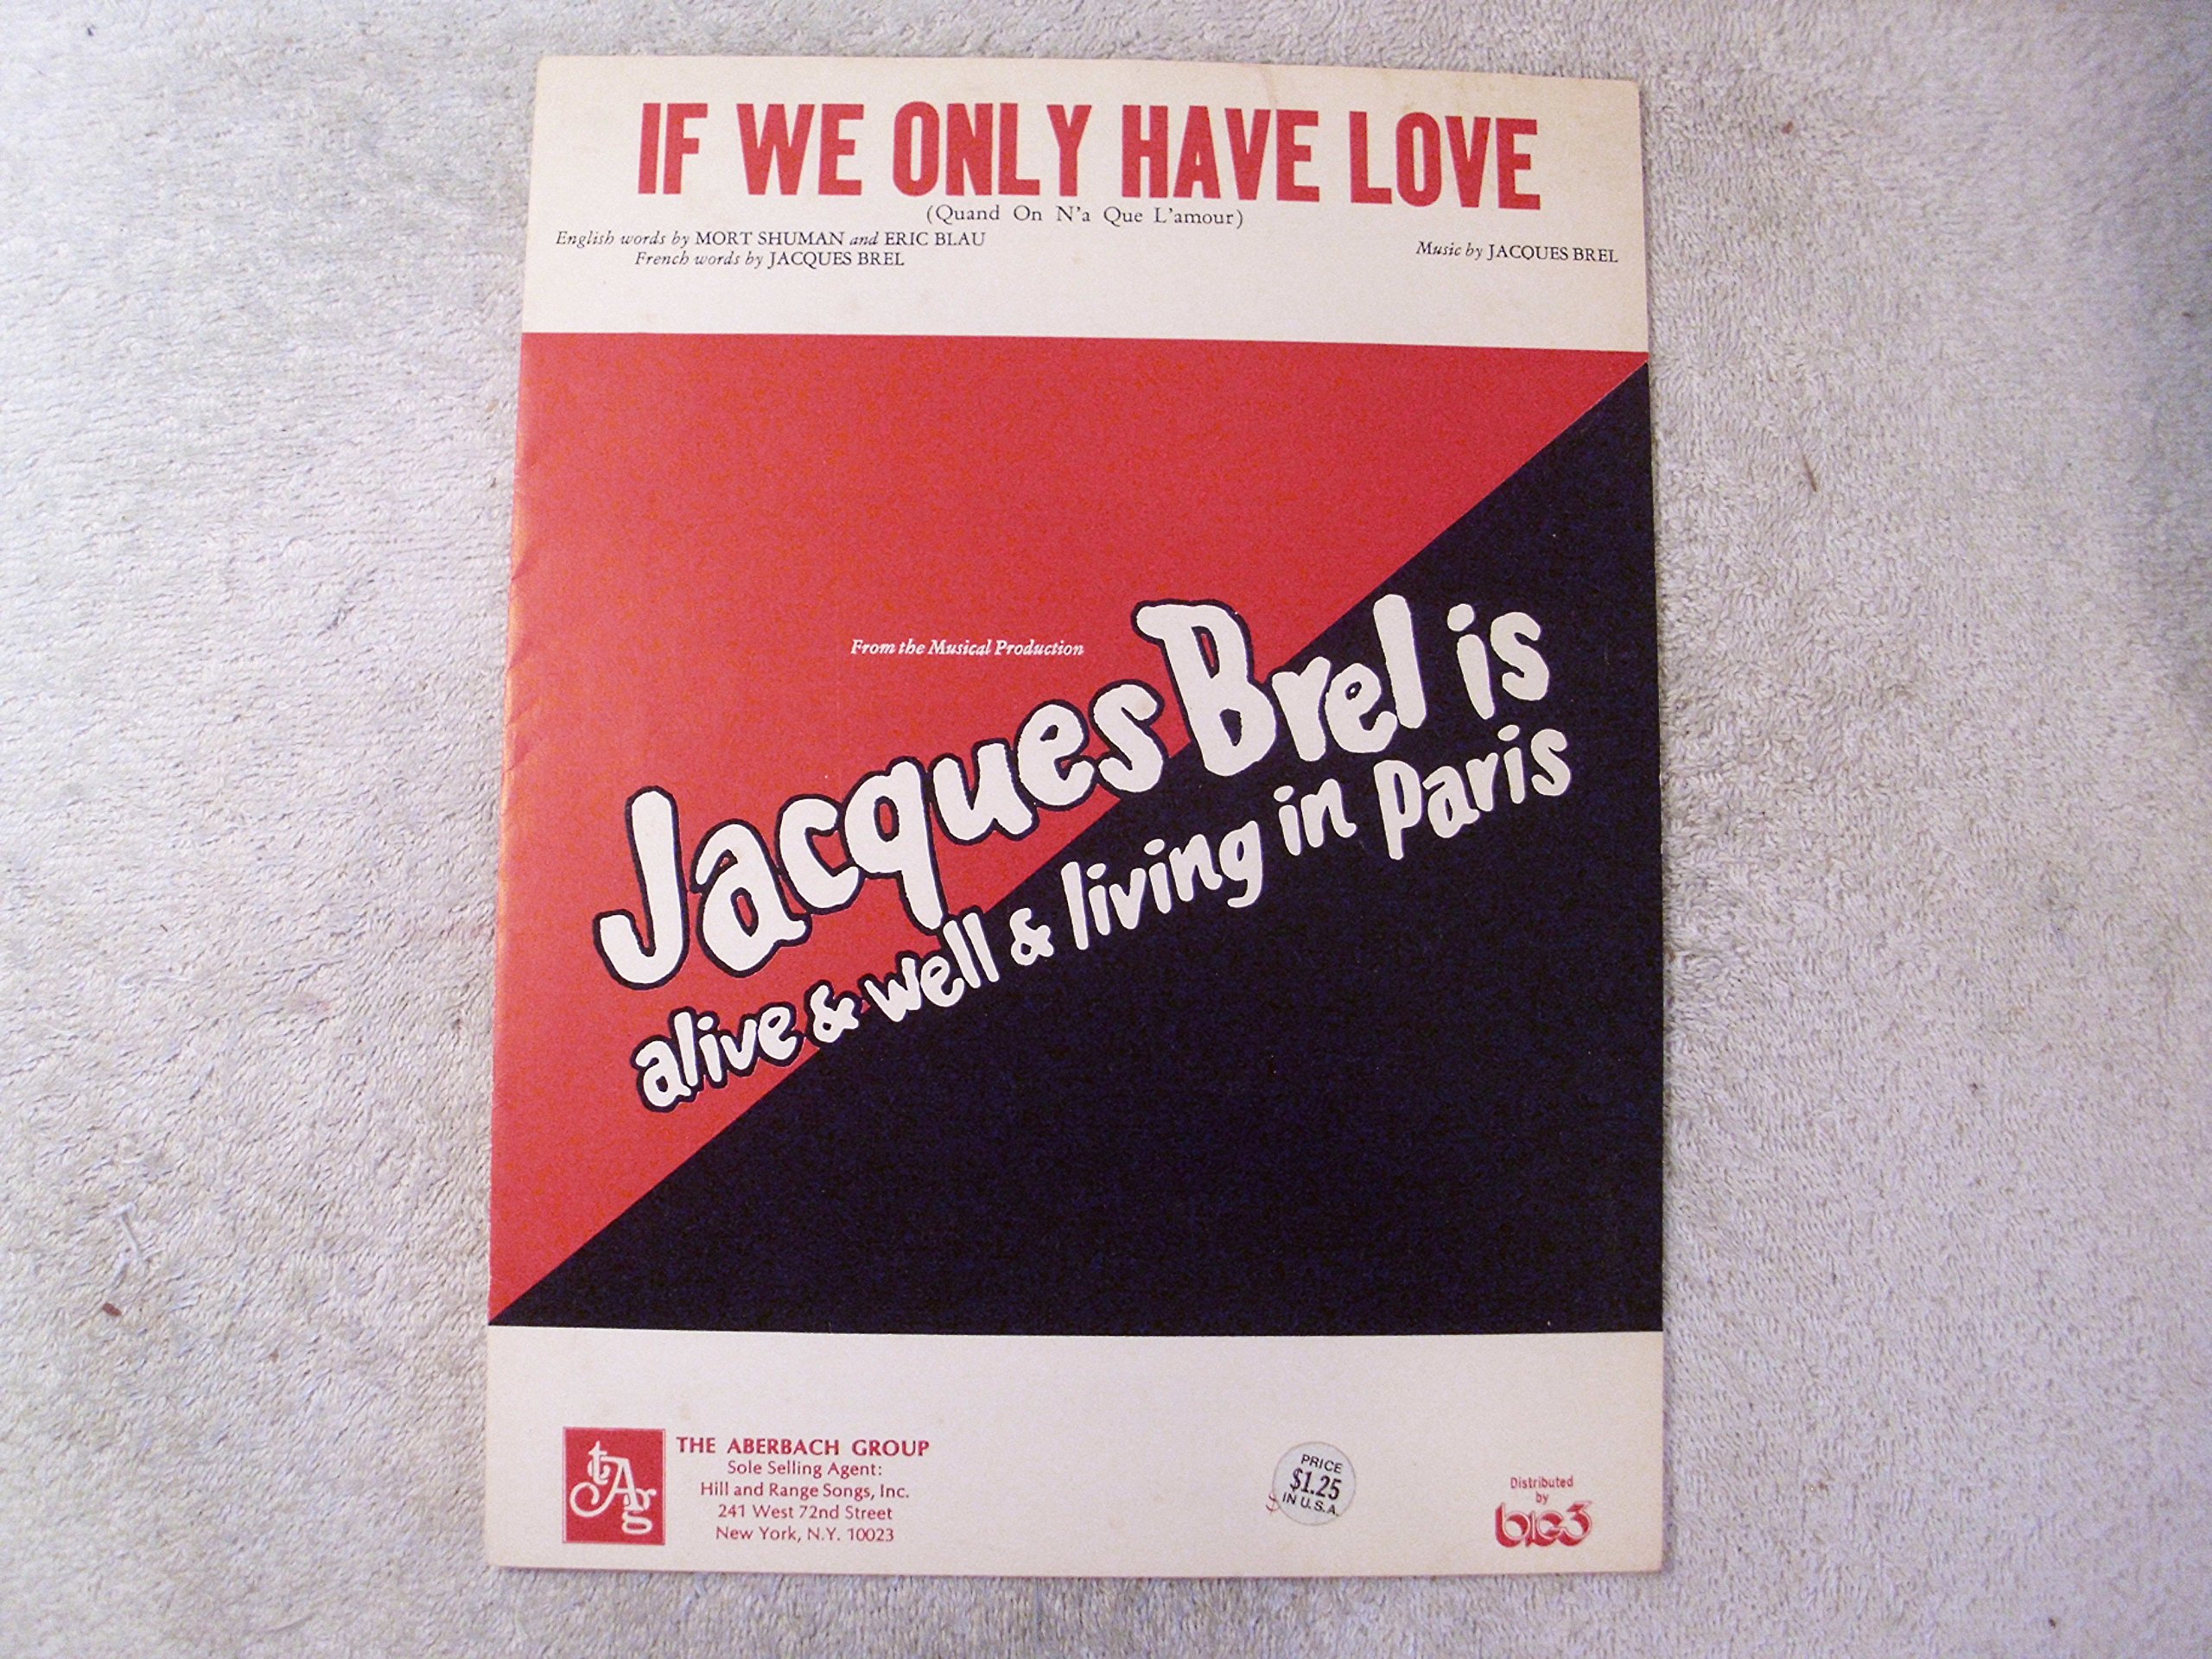 IF WE ONLY HAVE LOVE
(Quand On N'a Que L'amour)
English words by MORT SHUMAN and ERIC BLAU
French words by JACQUES BREL
Music by JACQUES BREL
From the Musical Production
Jacques Brel is
alive & well & living in Paris
tAg
THE ABERBACH GROUP
Sole Selling Agent:
Hill and Range Songs, Inc.
241 West 72nd Street
New York, N.Y. 10023
PRICE
$1.25
IN U.S.A.
Distributed
by
big3